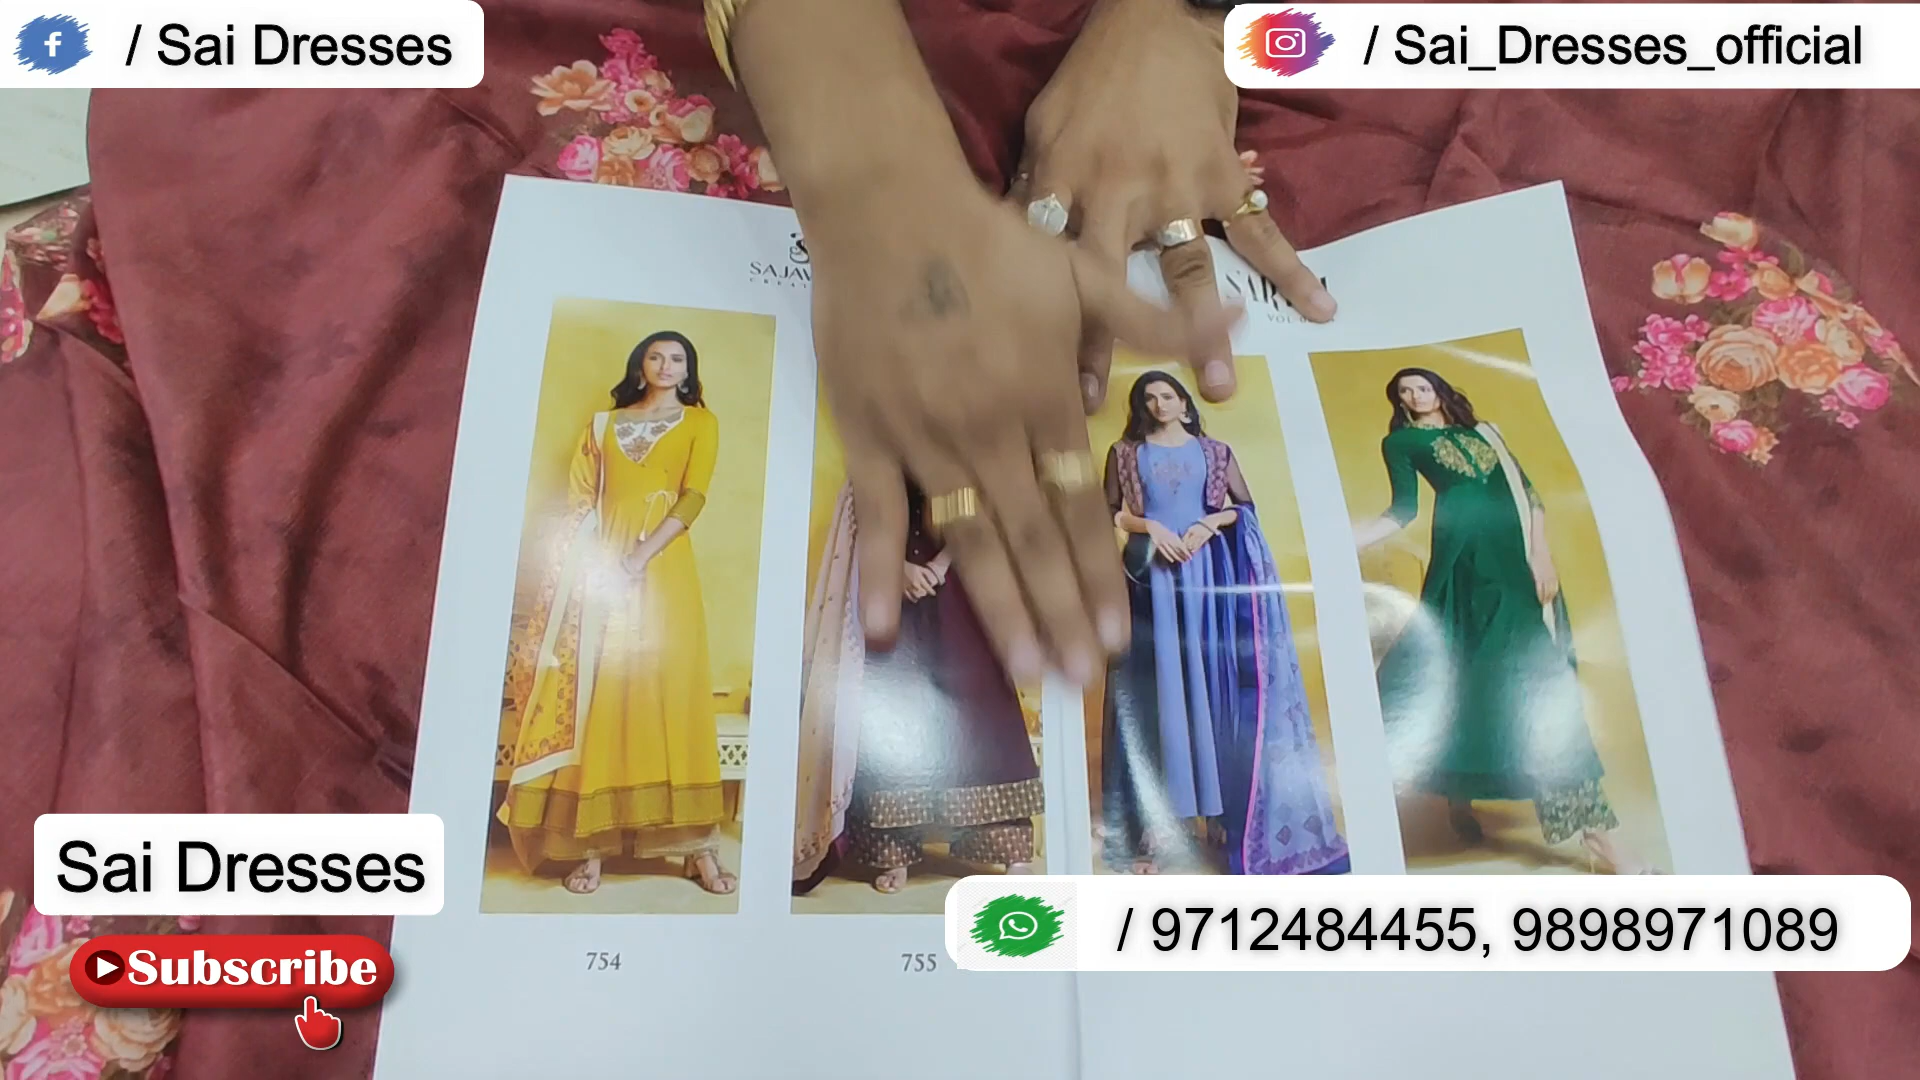 / Sai Dresses
/ Sai_Dresses_official
Sai Dresses
Subscribe
/ 9712484455, 9898971089
754
755